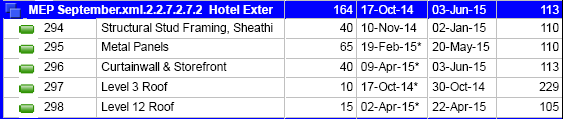 MEP September.xml.2.2.7.2.7.2 Hotel Exter 164 17-Oct-14 03-Jun-15 113
294 Structural Stud Framing, Sheathi 40 10-Nov-14 02-Jan-15 110
295 Metal Panels 65 19-Feb-15* 20-May-15 110
296 Curtainwall & Storefront 40 09-Apr-15* 03-Jun-15 113
297 Level 3 Roof 10 17-Oct-14* 30-Oct-14 229
298 Level 12 Roof 15 02-Apr-15* 22-Apr-15 105